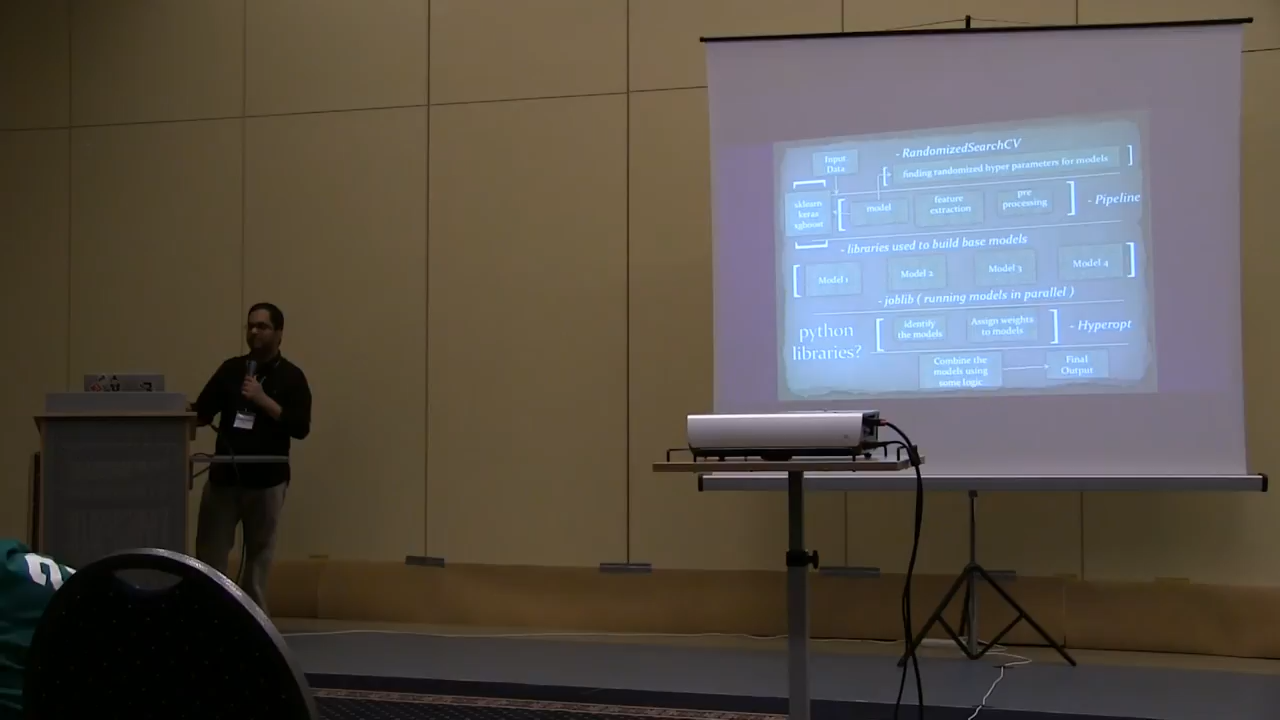 - RandomizedSearchCV
Input
Data
finding randomized hyper parameters for models
sklearn
keras
xgboost
model
feature
extraction
pre
processing
- Pipeline
- libraries used to build base models
Model 1
Model 2
Model 3
Model 4
- joblib ( running models in parallel )
python
libraries?
identify
the models
Assign weights
to models
- Hyperopt
Combine the
models using
some logic
Final
Output